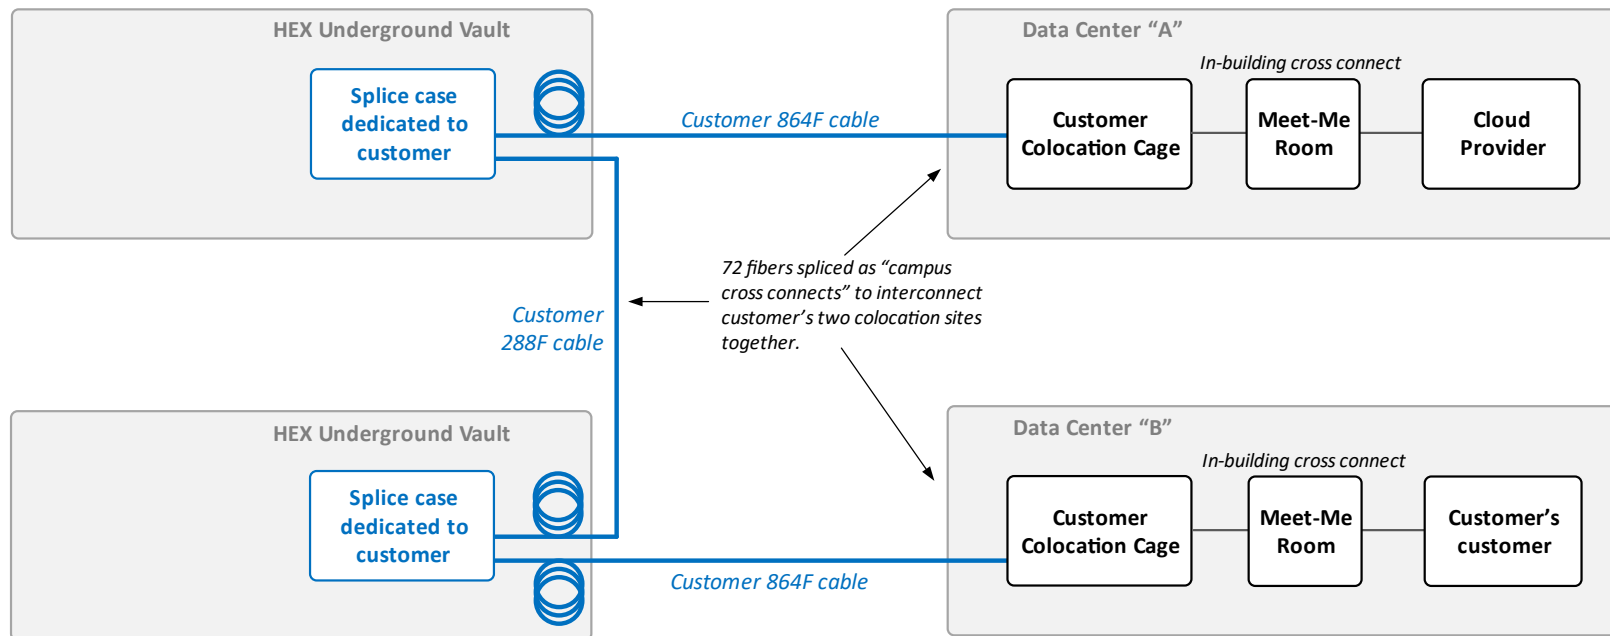 HEX Underground Vault
Splice case
dedicated to
customer
Customer 864F cable
Data Center “A”
In-building cross connect
Customer
Colocation Cage
Meet-Me
Room
Cloud
Provider
72 fibers spliced as “campus
cross connects” to interconnect
customer’s two colocation sites
together.
Customer
288F cable
HEX Underground Vault
Splice case
dedicated to
customer
Customer 864F cable
Data Center “B”
In-building cross connect
Customer
Colocation Cage
Meet-Me
Room
Customer’s
customer